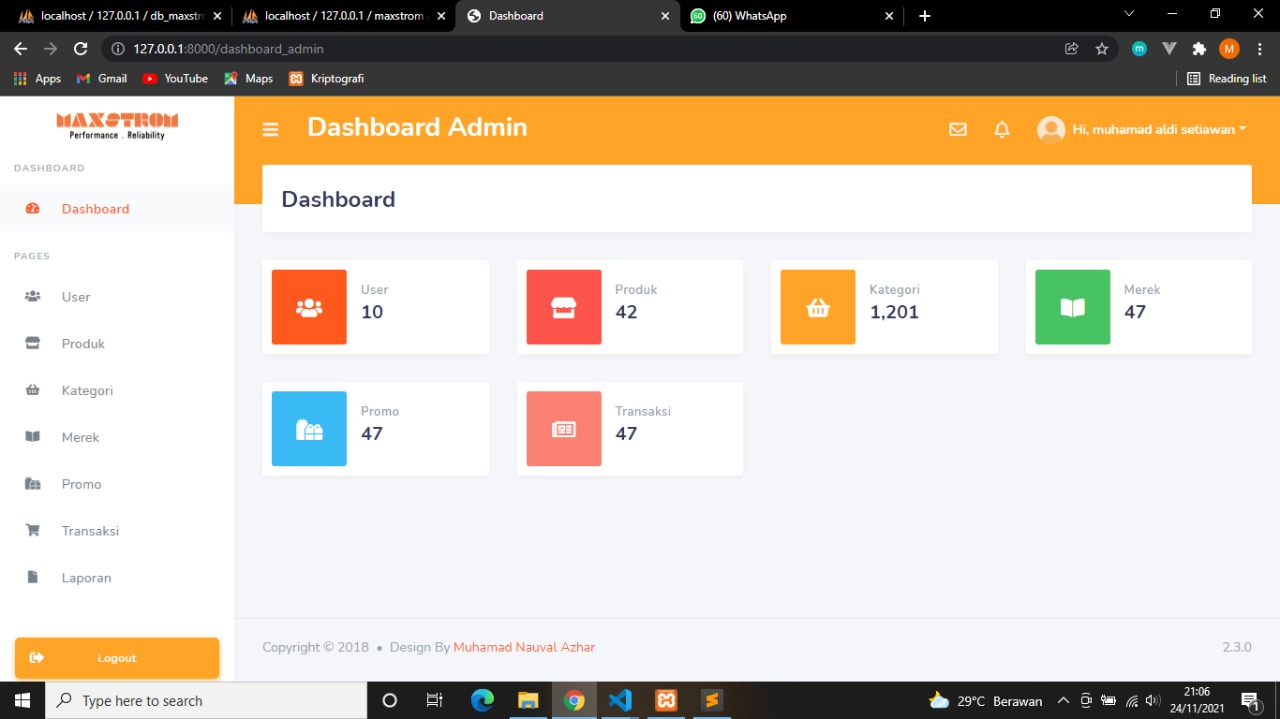 localhost / 127.0.0.1 / db_maxstro
localhost / 127.0.0.1 / maxstrom
Dashboard
(60) WhatsApp
127.0.0.1:8000/dashboard_admin
M
Apps
Gmail
YouTube
Maps
Kriptografi
Reading list
MAXSTROM
Performance . Reliability
Dashboard Admin
Hi, muhamad aldi setiawan
DASHBOARD
Dashboard
PAGES
User
Produk
Kategori
Merek
Promo
Transaksi
Laporan
Logout
Dashboard
User
10
Produk
42
Kategori
1,201
Merek
47
Promo
47
Transaksi
47
Copyright © 2018 • Design By Muhamad Nauval Azhar
2.3.0
Type here to search
29°C Berawan
21:06
24/11/2021
1